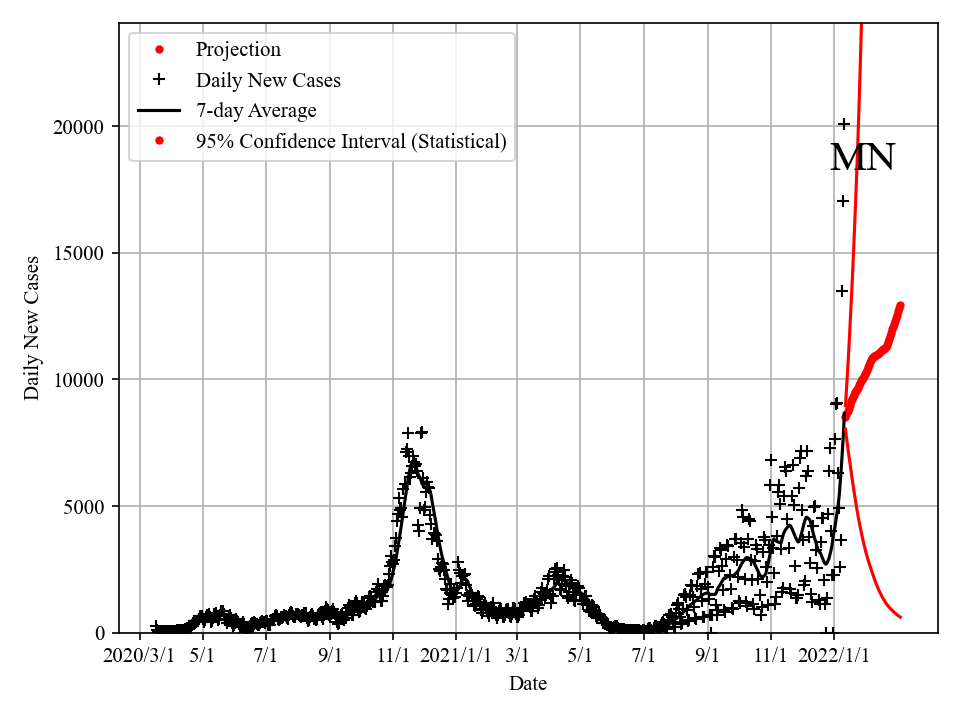 Projection
Daily New Cases
7-day Average
95% Confidence Interval (Statistical)
MN
Daily New Cases
20000
15000
10000
5000
0
2020/3/1 5/1 7/1 9/1 11/1 2021/1/1 3/1 5/1 7/1 9/1 11/1 2022/1/1
Date